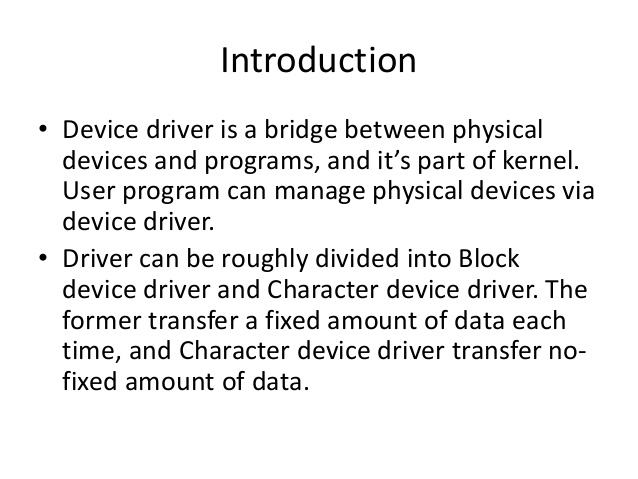 Introduction
• Device driver is a bridge between physical
devices and programs, and it’s part of kernel.
User program can manage physical devices via
device driver.
• Driver can be roughly divided into Block
device driver and Character device driver. The
former transfer a fixed amount of data each
time, and Character device driver transfer no-
fixed amount of data.